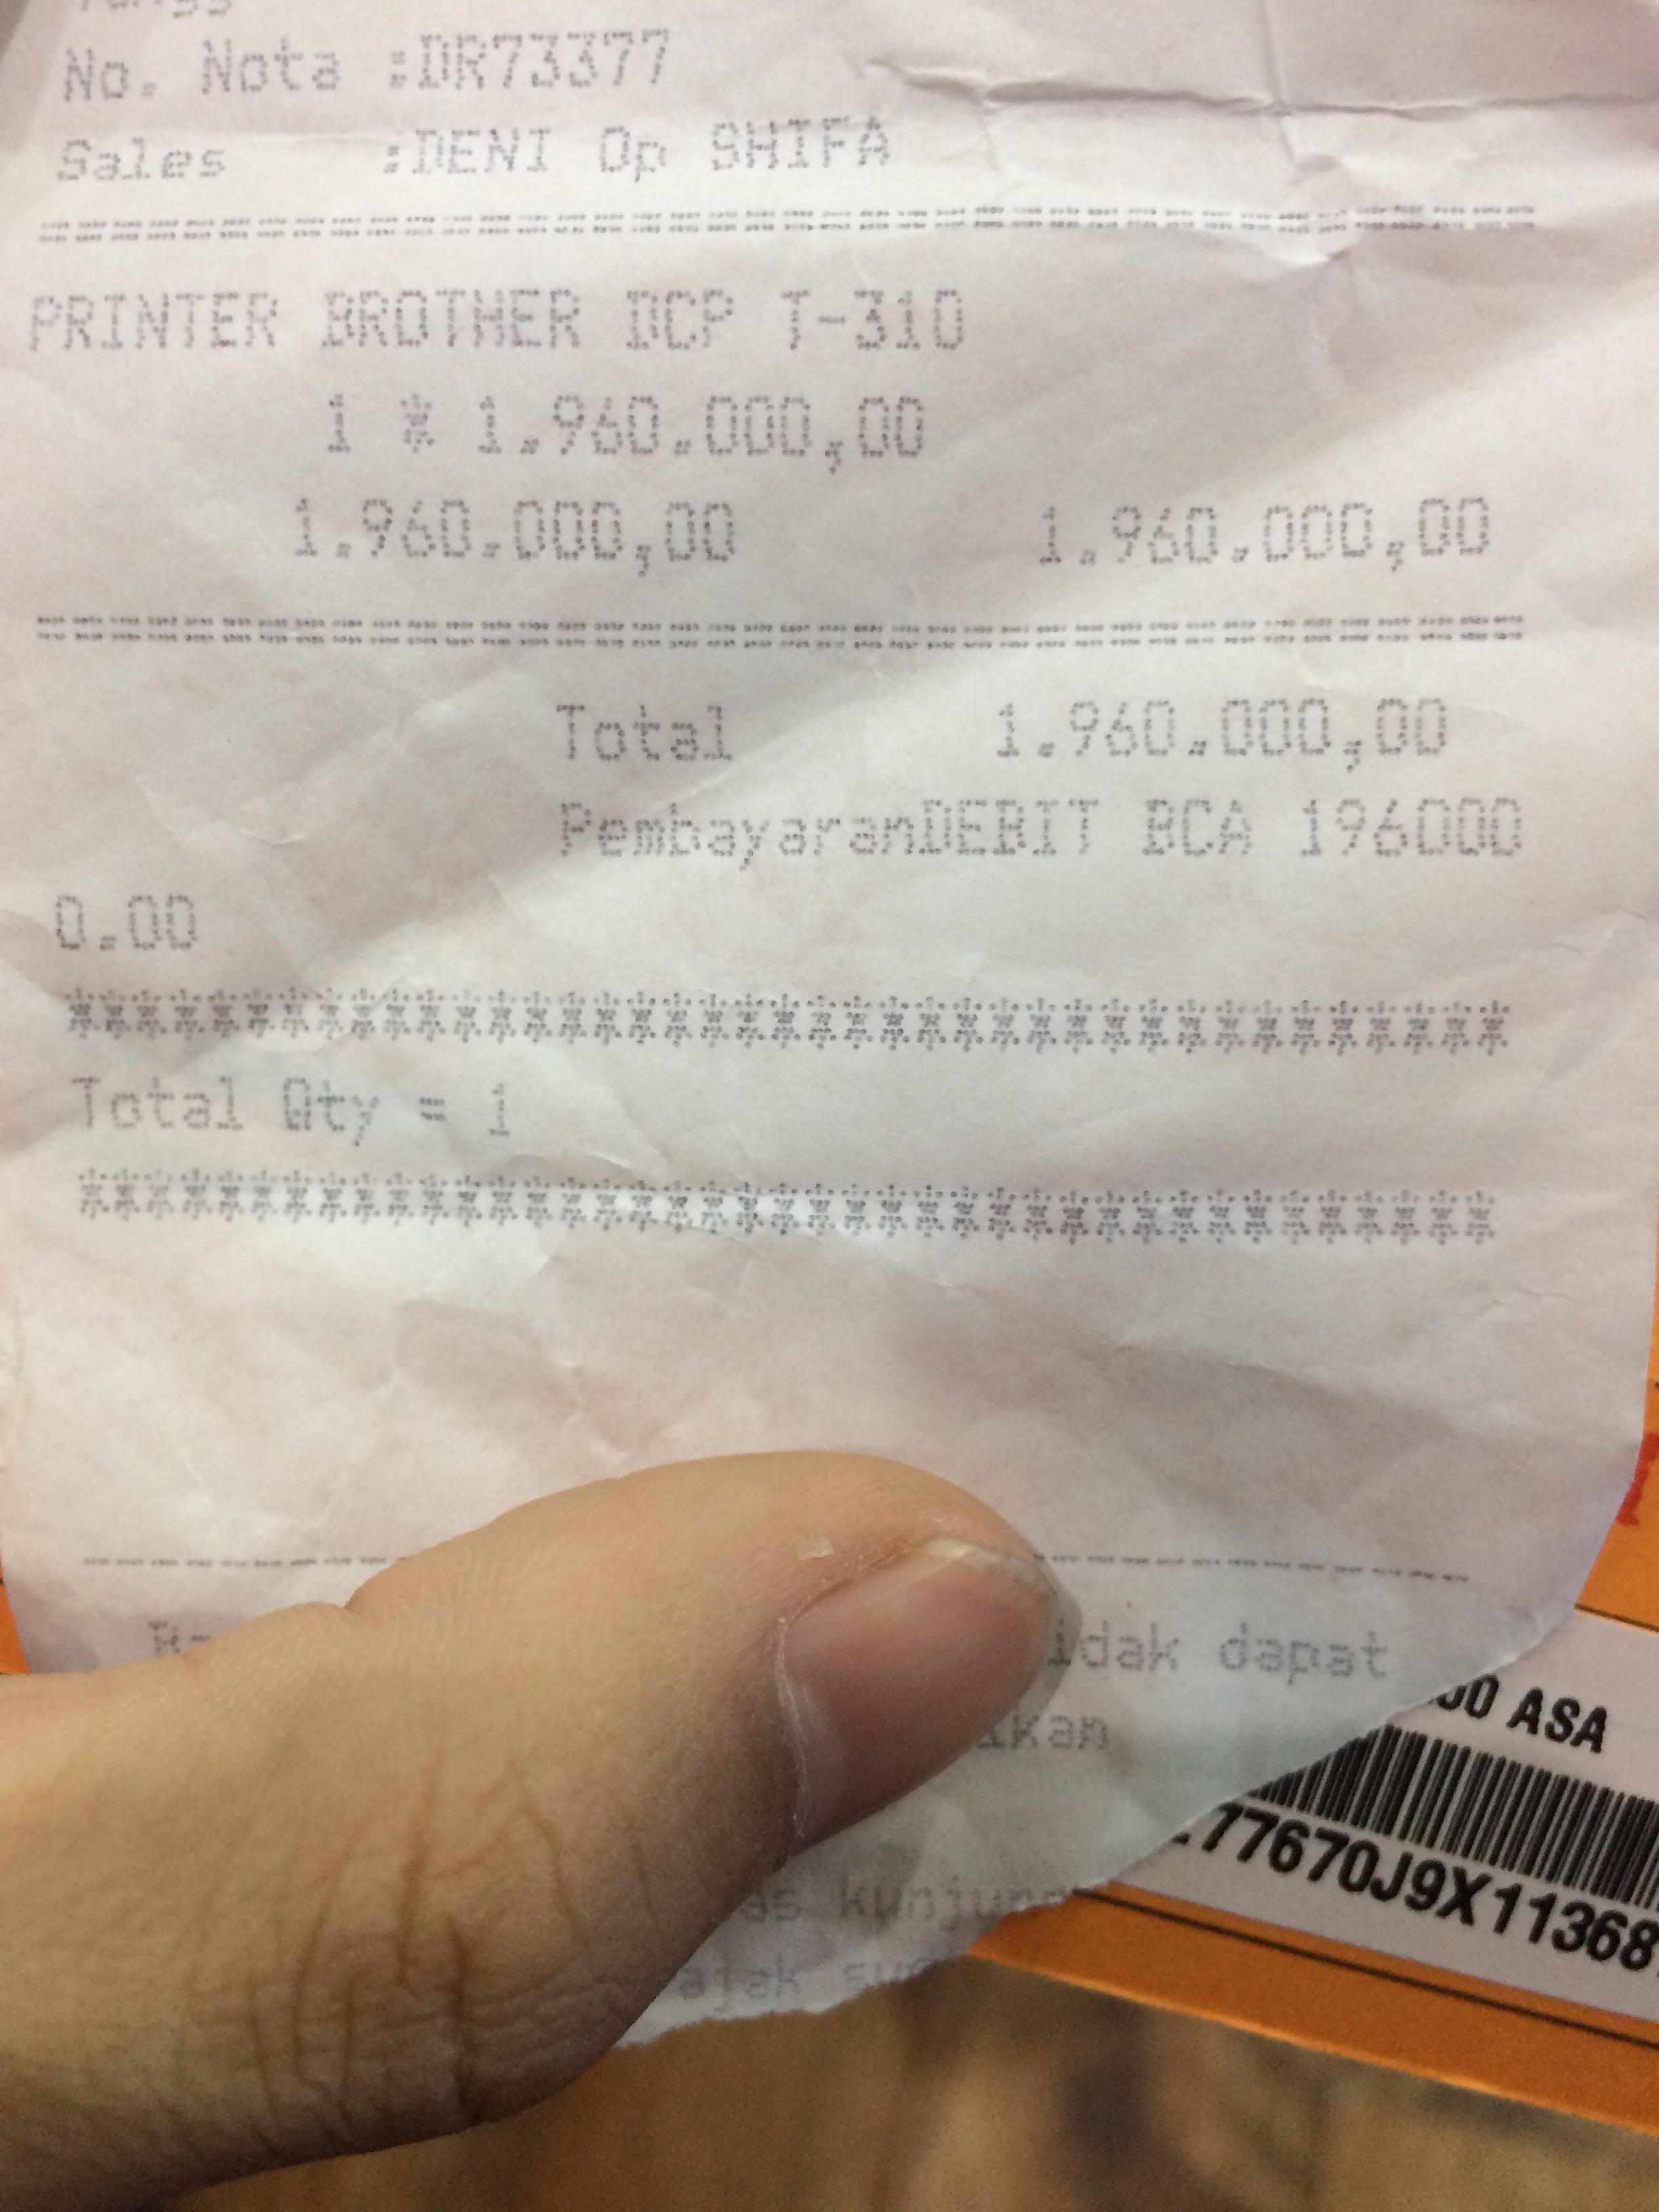 No. Nota :DR73377
Sales :DENI Op SHIFA
PRINTER BROTHER DCP T-310
1 * 1.960.000,00
1.960.000,00 1.960.000,00
Total 1.960.000,00
PembayaranDEBIT BCA 196000
0.00
****************************************
Total Qty = 1
****************************************
dapat
ASA
77670J9X11368